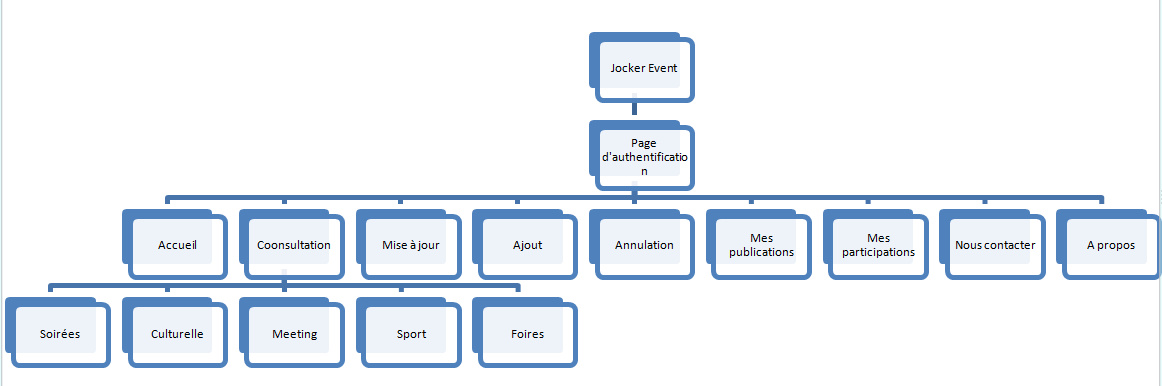 Jocker Event
Page
d'authentificatio
n
Accueil
Coonsultation
Mise à jour
Ajout
Annulation
Mes
publications
Mes
participations
Nous contacter
A propos
Soirées
Culturelle
Meeting
Sport
Foires